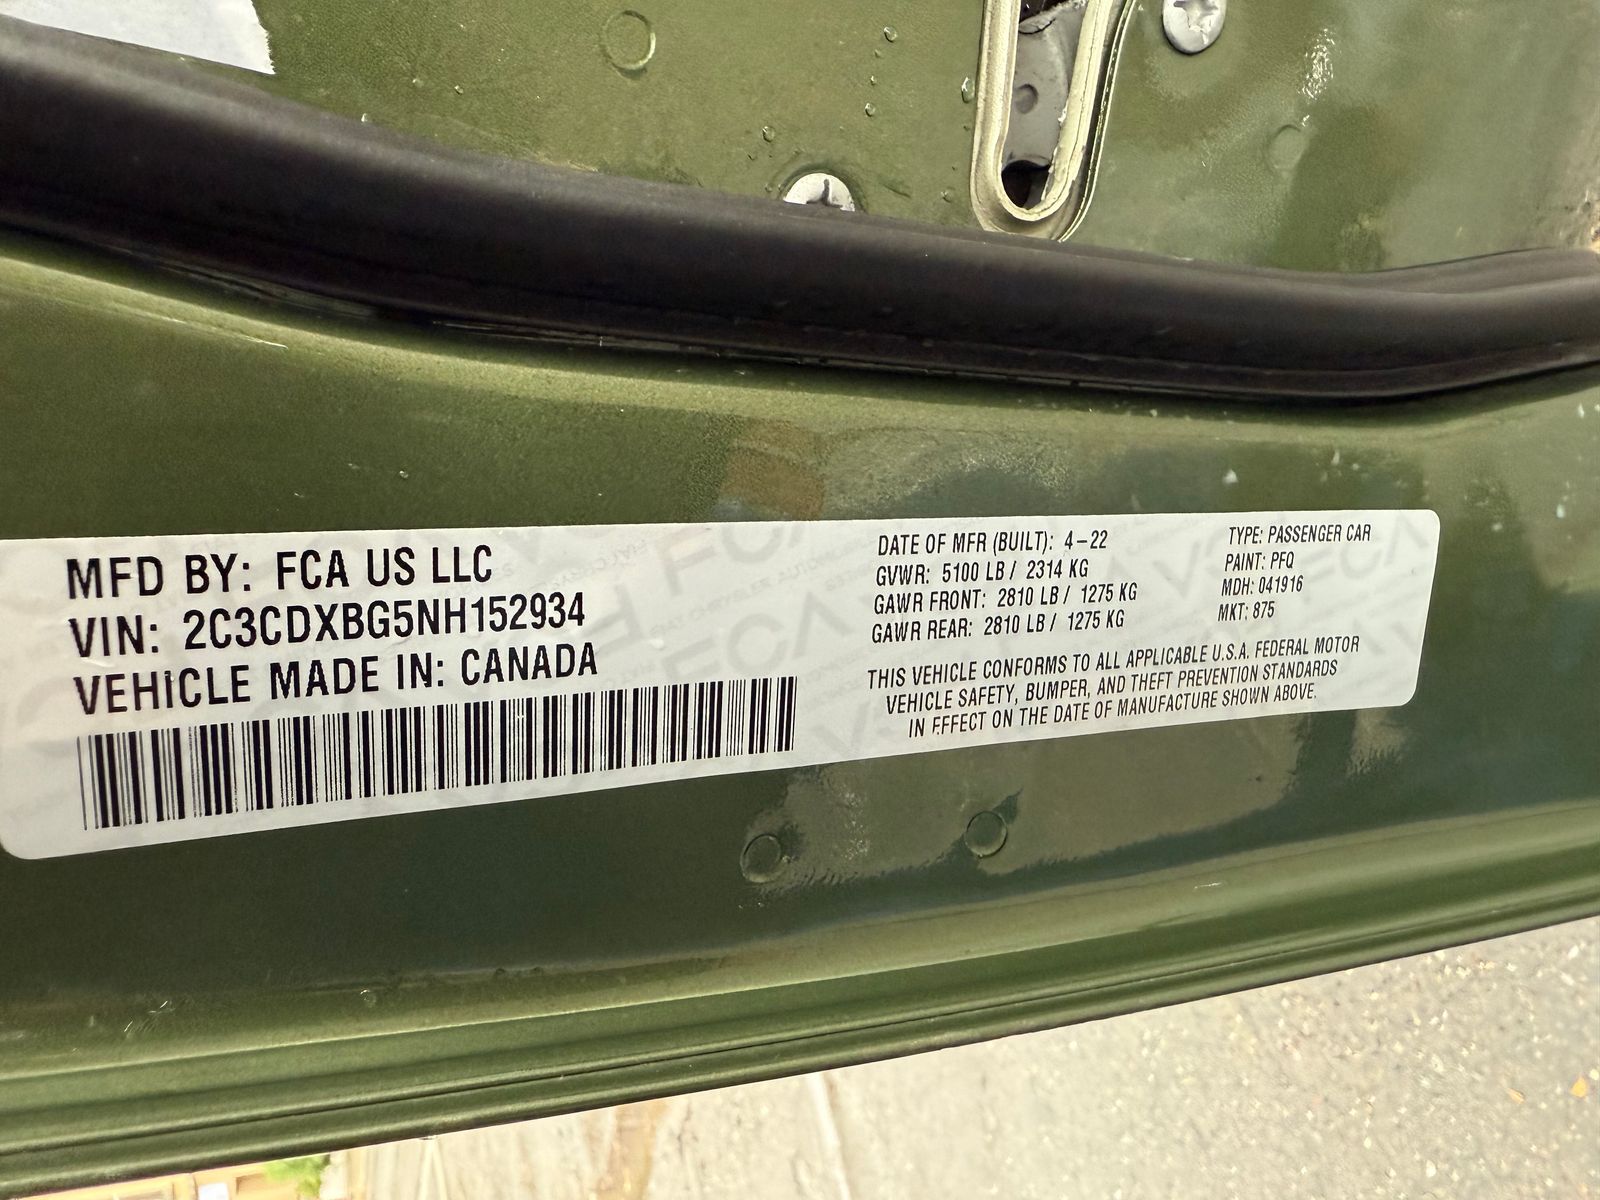 MFD BY: FCA US LLC
VIN: 2C3CDXBG5NH152934
VEHICLE MADE IN: CANADA
DATE OF MFR (BUILT): 4-22
GVWR: 5100 LB / 2314 KG
GAWR FRONT: 2810 LB / 1275 KG
GAWR REAR: 2810 LB / 1275 KG
TYPE: PASSENGER CAR
PAINT: PFQ
MDH: 041916
MKT: 875
THIS VEHICLE CONFORMS TO ALL APPLICABLE U.S.A. FEDERAL MOTOR
VEHICLE SAFETY, BUMPER, AND THEFT PREVENTION STANDARDS
IN EFFECT ON THE DATE OF MANUFACTURE SHOWN ABOVE.